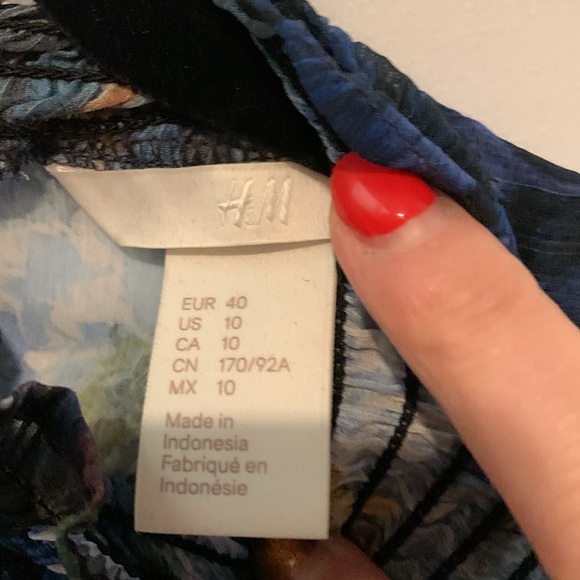 H&M
EUR 40
US 10
CA 10
CN 170/92A
MX 10
Made in
Indonesia
Fabriqué en
Indonésie